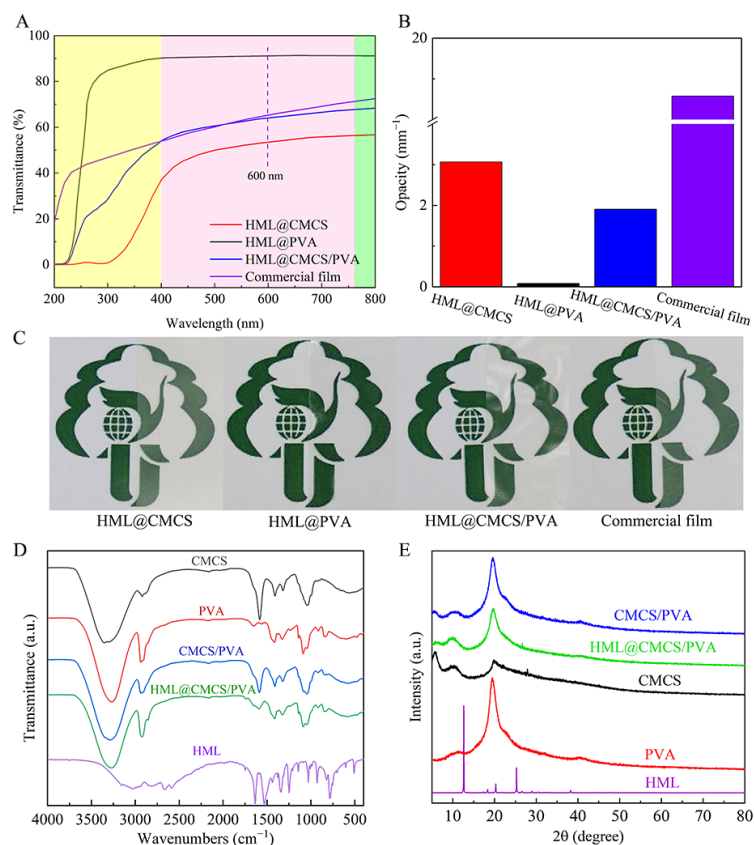 A
100
80
60
40
20
0
Transmittance (%)
600 nm
HML@CMCS
HML@PVA
HML@CMCS/PVA
Commercial film
200 300 400 500 600 700 800
Wavelength (nm)
B
20
2
0
Opacity (mm⁻¹)
HML@CMCS
HML@PVA
HML@CMCS/PVA
Commercial film
C
HML@CMCS HML@PVA HML@CMCS/PVA Commercial film
D
CMCS
PVA
CMCS/PVA
HML@CMCS/PVA
HML
Transmittance (a.u.)
4000 3500 3000 2500 2000 1500 1000 500
Wavenumbers (cm⁻¹)
E
CMCS/PVA
HML@CMCS/PVA
CMCS
PVA
HML
Intensity (a.u.)
10 20 30 40 50 60 70 80
2θ (degree)